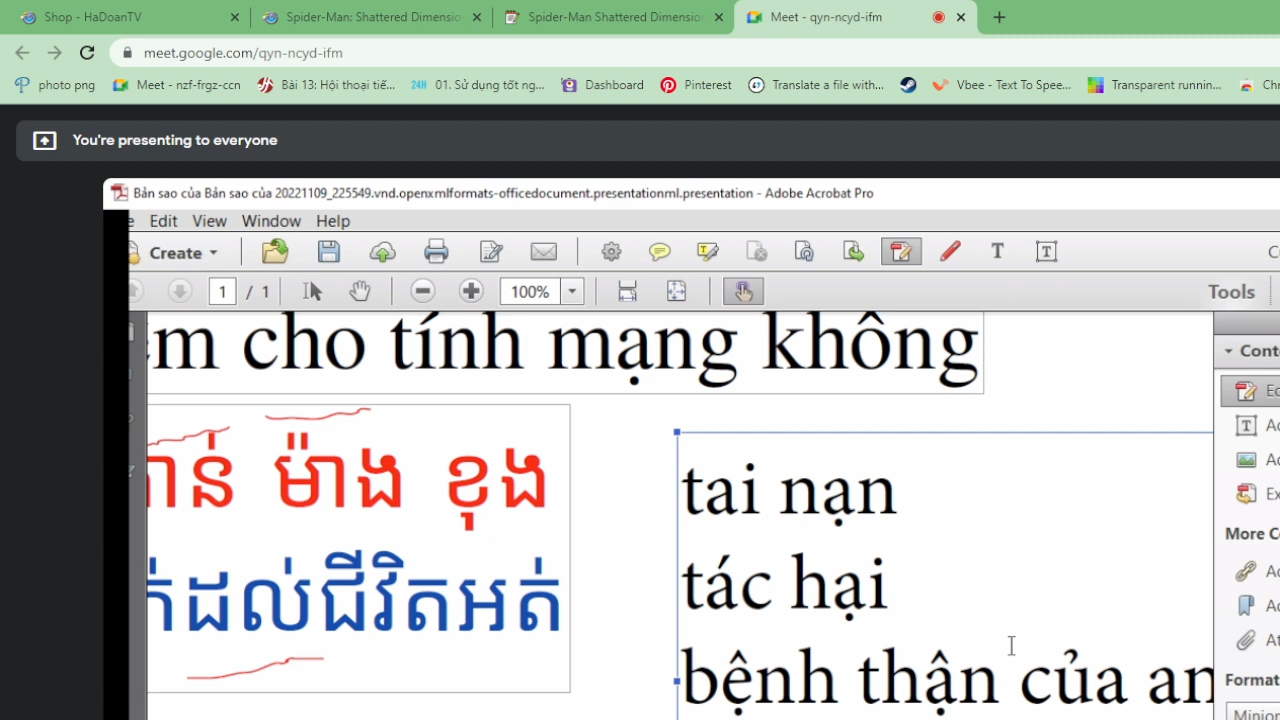 Shop - HaDoanTV
Spider-Man: Shattered Dimensio
Spider-Man Shattered Dimension
Meet - qyn-ncyd-ifm
meet.google.com/qyn-ncyd-ifm
photo png
Meet - nzf-frgz-ccn
Bài 13: Hội thoại tiế...
24H 01. Sử dụng tốt ng...
Dashboard
Pinterest
Translate a file with...
Vbee - Text To Spee...
Transparent runnin...
You're presenting to everyone
Bản sao của Bản sao của 20221109_225549.vnd.openxmlformats-officedocument.presentationml.presentation - Adobe Acrobat Pro
Edit View Window Help
Create
1 / 1
100%
Tools
cho tính mạng không
ម៉ាង ខុង
ដល់ជីវិតអត់
tai nạn
tác hại
bệnh thận của
More
Format